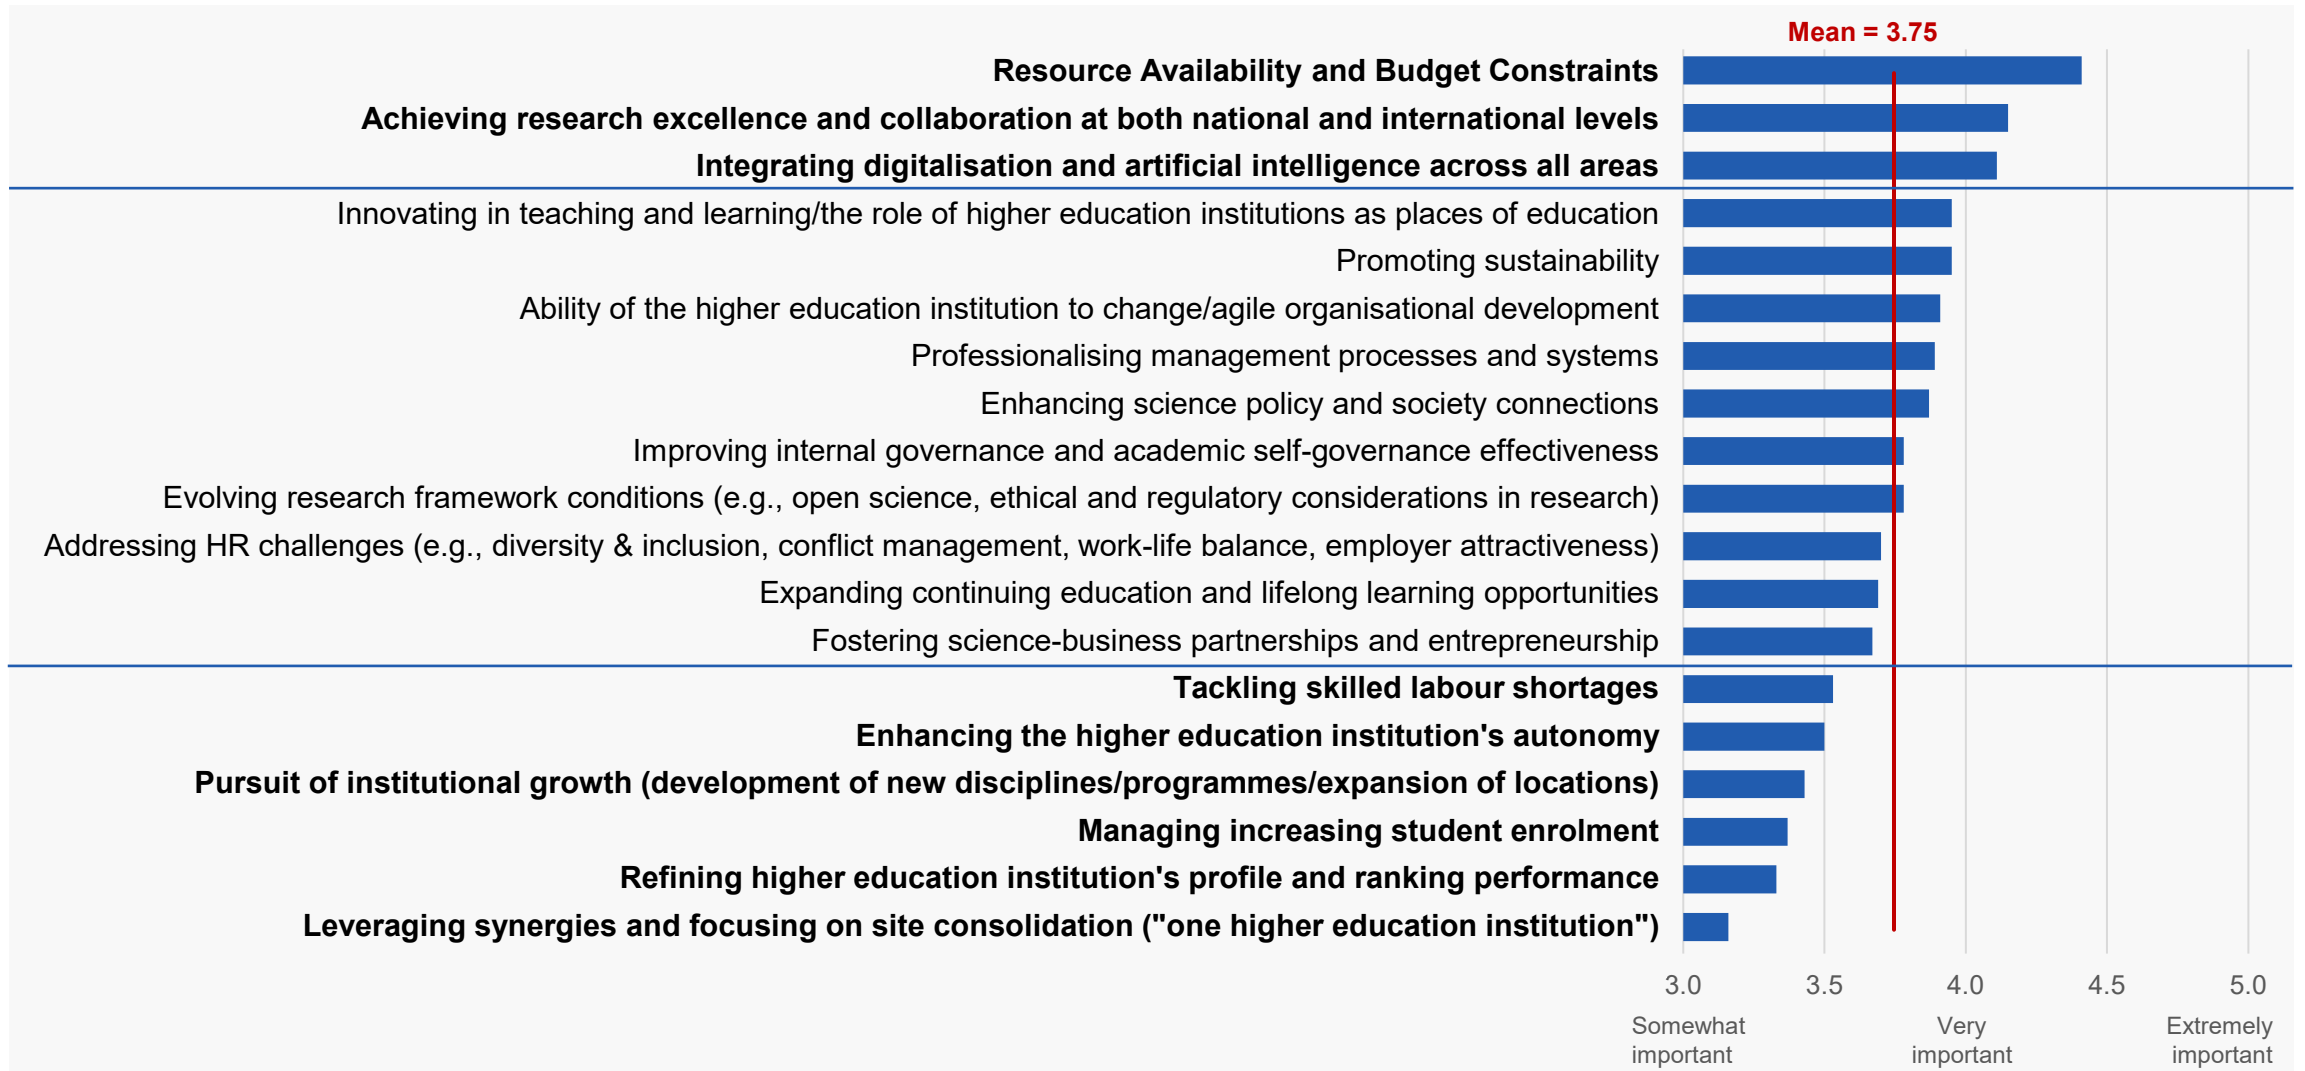 Mean = 3.75
Resource Availability and Budget Constraints
Achieving research excellence and collaboration at both national and international levels
Integrating digitalisation and artificial intelligence across all areas
Innovating in teaching and learning/the role of higher education institutions as places of education
Promoting sustainability
Ability of the higher education institution to change/agile organisational development
Professionalising management processes and systems
Enhancing science policy and society connections
Improving internal governance and academic self-governance effectiveness
Evolving research framework conditions (e.g., open science, ethical and regulatory considerations in research)
Addressing HR challenges (e.g., diversity & inclusion, conflict management, work-life balance, employer attractiveness)
Expanding continuing education and lifelong learning opportunities
Fostering science-business partnerships and entrepreneurship
Tackling skilled labour shortages
Enhancing the higher education institution's autonomy
Pursuit of institutional growth (development of new disciplines/programmes/expansion of locations)
Managing increasing student enrolment
Refining higher education institution's profile and ranking performance
Leveraging synergies and focusing on site consolidation ("one higher education institution")
3.0 3.5 4.0 4.5 5.0
Somewhat Very Extremely
important important important